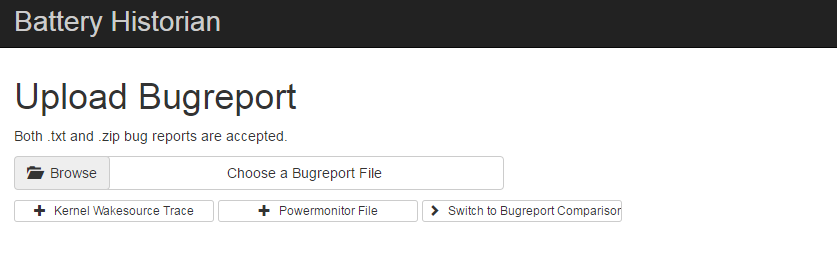 Battery Historian
Upload Bugreport
Both .txt and .zip bug reports are accepted.
Browse Choose a Bugreport File
Kernel Wakesource Trace Powermonitor File Switch to Bugreport Comparison